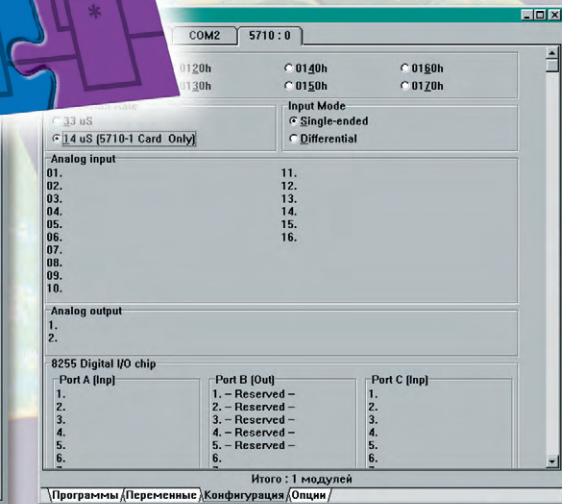 *
COM2 5710 : 0
0120h 0140h 0160h
0130h 0150h 0170h
33 uS
14 uS (5710-1 Card Only)
Input Mode
Single-ended
Differential
Analog input
01. 11.
02. 12.
03. 13.
04. 14.
05. 15.
06. 16.
07.
08.
09.
10.
Analog output
1.
2.
8255 Digital I/O chip
Port A (Inp) Port B (Out) Port C (Inp)
1. 1. – Reserved – 1.
2. 2. – Reserved – 2.
3. 3. – Reserved – 3.
4. 4. – Reserved – 4.
5. 5. – Reserved – 5.
6. 6. 6.
Итого : 1 модулей
Программы Переменные Конфигурация Опции